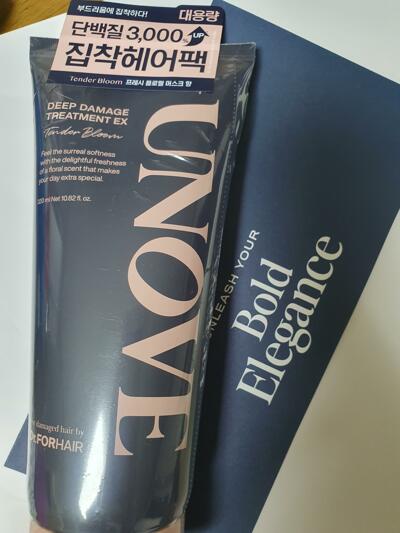 부드러움에 집착하다!
대용량
단백질 3,000% UP
집착헤어팩
Tender Bloom 프레시 플로럴 머스크 향
DEEP DAMAGE
TREATMENT EX
Tender Bloom
Feel the surreal softness
with the delightful freshness
of a floral scent that makes
your day extra special.
Net 10.82 fl. oz.
UNOVE
damaged hair by
Dr.FORHAIR
UNLEASH YOUR
Bold
Elegance